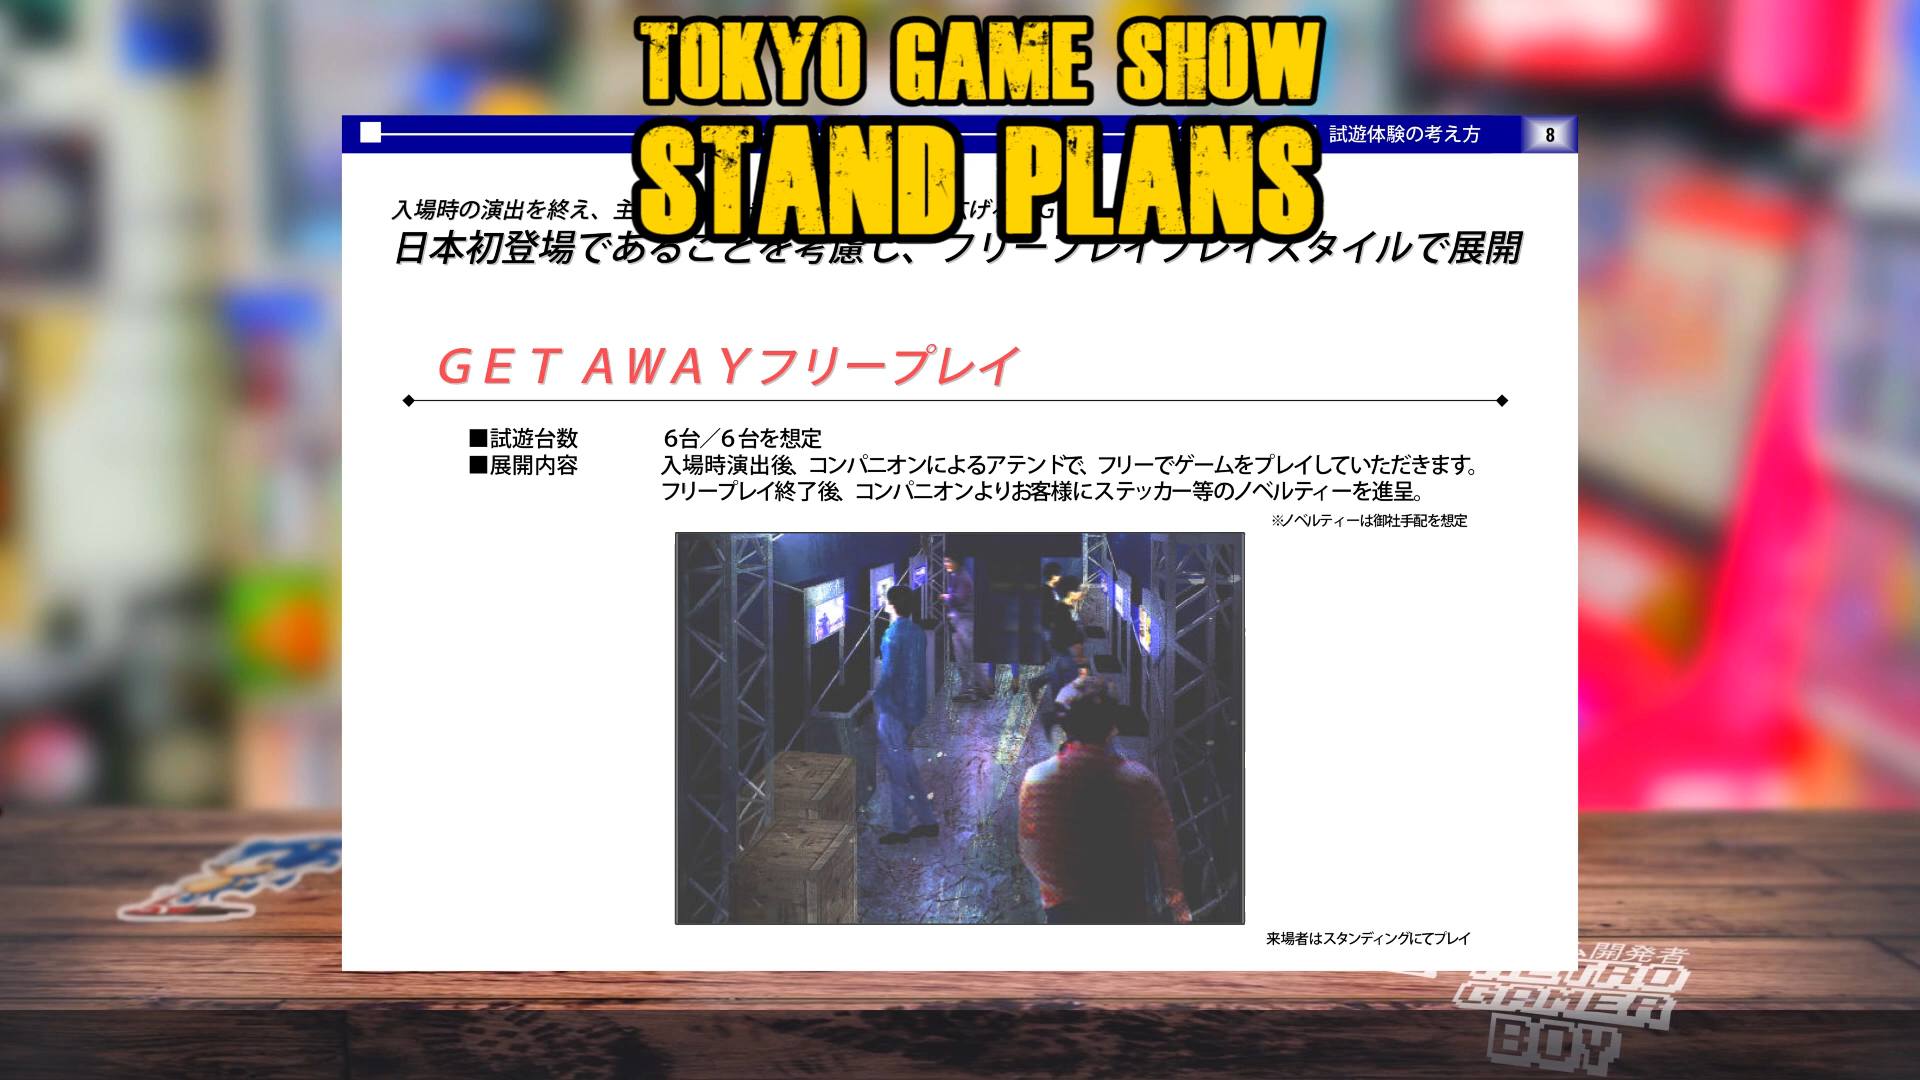 TOKYO GAME SHOW
STAND PLANS
試遊体験の考え方
8
入場時の演出を終え、主
日本初登場であることを考慮し、フリープレイプレイスタイルで展開
GET AWAYフリープレイ
■試遊台数 6台／6台を想定
■展開内容 入場時演出後、コンパニオンによるアテンドで、フリーでゲームをプレイしていただきます。
フリープレイ終了後、コンパニオンよりお客様にステッカー等のノベルティーを進呈。
※ノベルティーは御社手配を想定
来場者はスタンディングにてプレイ
開発者
GAMER
BOY